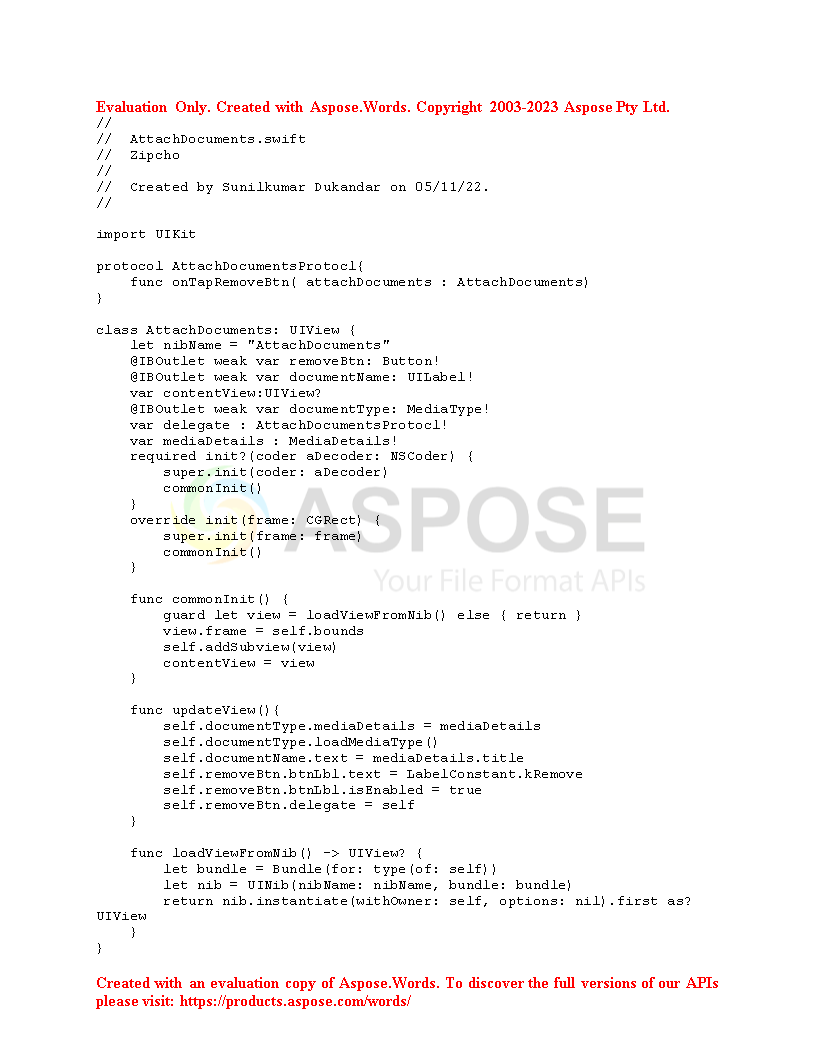 Evaluation Only. Created with Aspose.Words. Copyright 2003-2023 Aspose Pty Ltd.
//
//  AttachDocuments.swift
//  Zipcho
//
//  Created by Sunilkumar Dukandar on 05/11/22.
//
import UIKit
protocol AttachDocumentsProtocl{
    func onTapRemoveBtn( attachDocuments : AttachDocuments)
}
class AttachDocuments: UIView {
    let nibName = "AttachDocuments"
    @IBOutlet weak var removeBtn: Button!
    @IBOutlet weak var documentName: UILabel!
    var contentView:UIView?
    @IBOutlet weak var documentType: MediaType!
    var delegate : AttachDocumentsProtocl!
    var mediaDetails : MediaDetails!
    required init?(coder aDecoder: NSCoder) {
        super.init(coder: aDecoder)
        commonInit()
    }
    override init(frame: CGRect) {
        super.init(frame: frame)
        commonInit()
    }
ASPOSE
Your File Format APIs
    func commonInit() {
        guard let view = loadViewFromNib() else { return }
        view.frame = self.bounds
        self.addSubview(view)
        contentView = view
    }
    func updateView(){
        self.documentType.mediaDetails = mediaDetails
        self.documentType.loadMediaType()
        self.documentName.text = mediaDetails.title
        self.removeBtn.btnLbl.text = LabelConstant.kRemove
        self.removeBtn.btnLbl.isEnabled = true
        self.removeBtn.delegate = self
    }
    func loadViewFromNib() -> UIView? {
        let bundle = Bundle(for: type(of: self))
        let nib = UINib(nibName: nibName, bundle: bundle)
        return nib.instantiate(withOwner: self, options: nil).first as?
UIView
    }
}
Created with an evaluation copy of Aspose.Words. To discover the full versions of our APIs
please visit: https://products.aspose.com/words/